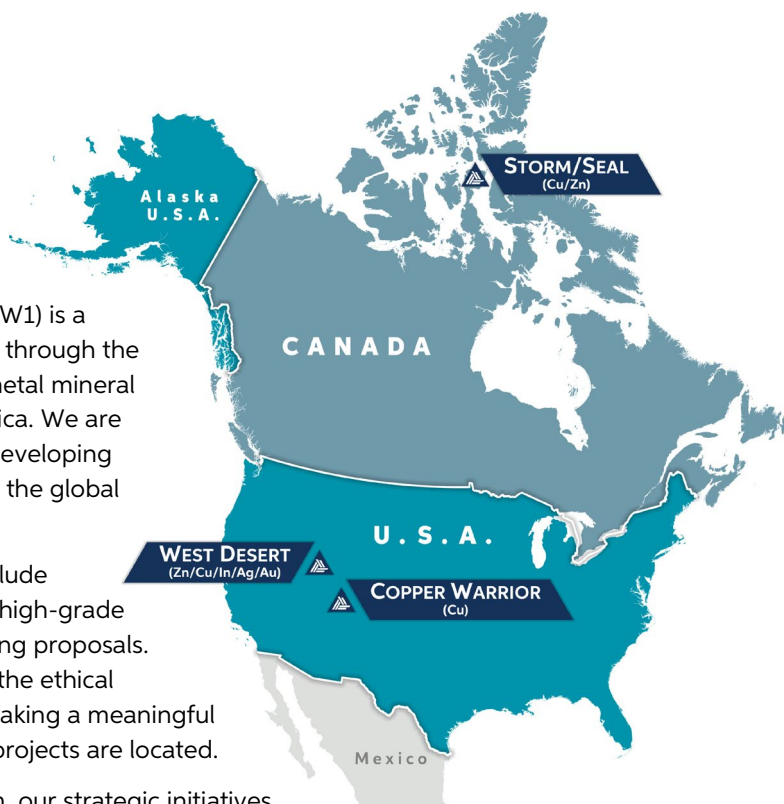 STORM/SEAL
(Cu/Zn)
Alaska
U.S.A.
CANADA
W1) is a
through the
metal mineral
ica. We are
developing
the global
U.S.A.
WEST DESERT
(Zn/Cu/In/Ag/Au)
COPPER WARRIOR
(Cu)
lude
high-grade
ing proposals.
the ethical
aking a meaningful
projects are located.
Mexico
, our strategic initiatives